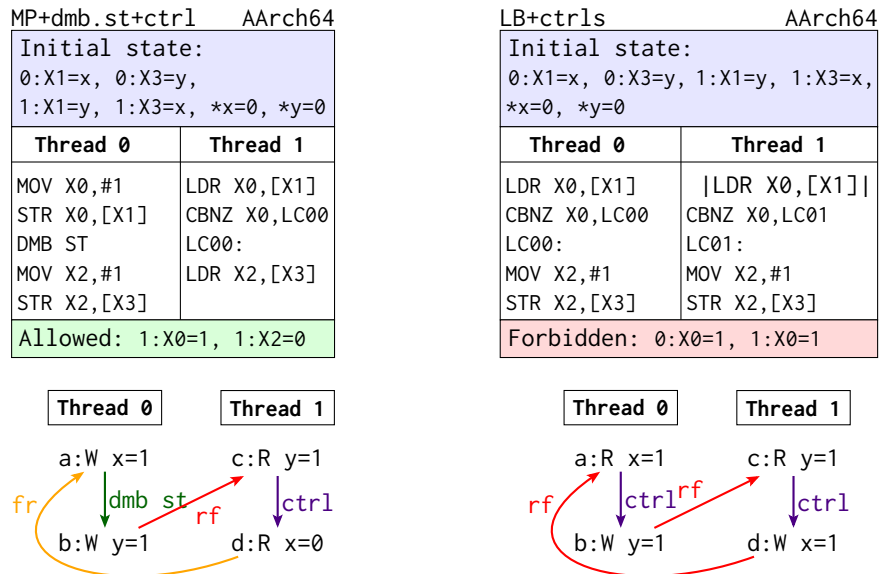 MP+dmb.st+ctrl AArch64
Initial state:
0:X1=x, 0:X3=y,
1:X1=y, 1:X3=x, *x=0, *y=0
Thread 0 Thread 1
MOV X0,#1 LDR X0,[X1]
STR X0,[X1] CBNZ X0,LC00
DMB ST LC00:
MOV X2,#1 LDR X2,[X3]
STR X2,[X3]
Allowed: 1:X0=1, 1:X2=0
Thread 0 Thread 1
a:W x=1 c:R y=1
fr dmb st rf ctrl
b:W y=1 d:R x=0
LB+ctrls AArch64
Initial state:
0:X1=x, 0:X3=y, 1:X1=y, 1:X3=x,
*x=0, *y=0
Thread 0 Thread 1
LDR X0,[X1] |LDR X0,[X1]|
CBNZ X0,LC00 CBNZ X0,LC01
LC00: LC01:
MOV X2,#1 MOV X2,#1
STR X2,[X3] STR X2,[X3]
Forbidden: 0:X0=1, 1:X0=1
Thread 0 Thread 1
a:R x=1 c:R y=1
rf ctrl rf ctrl
b:W y=1 d:W x=1